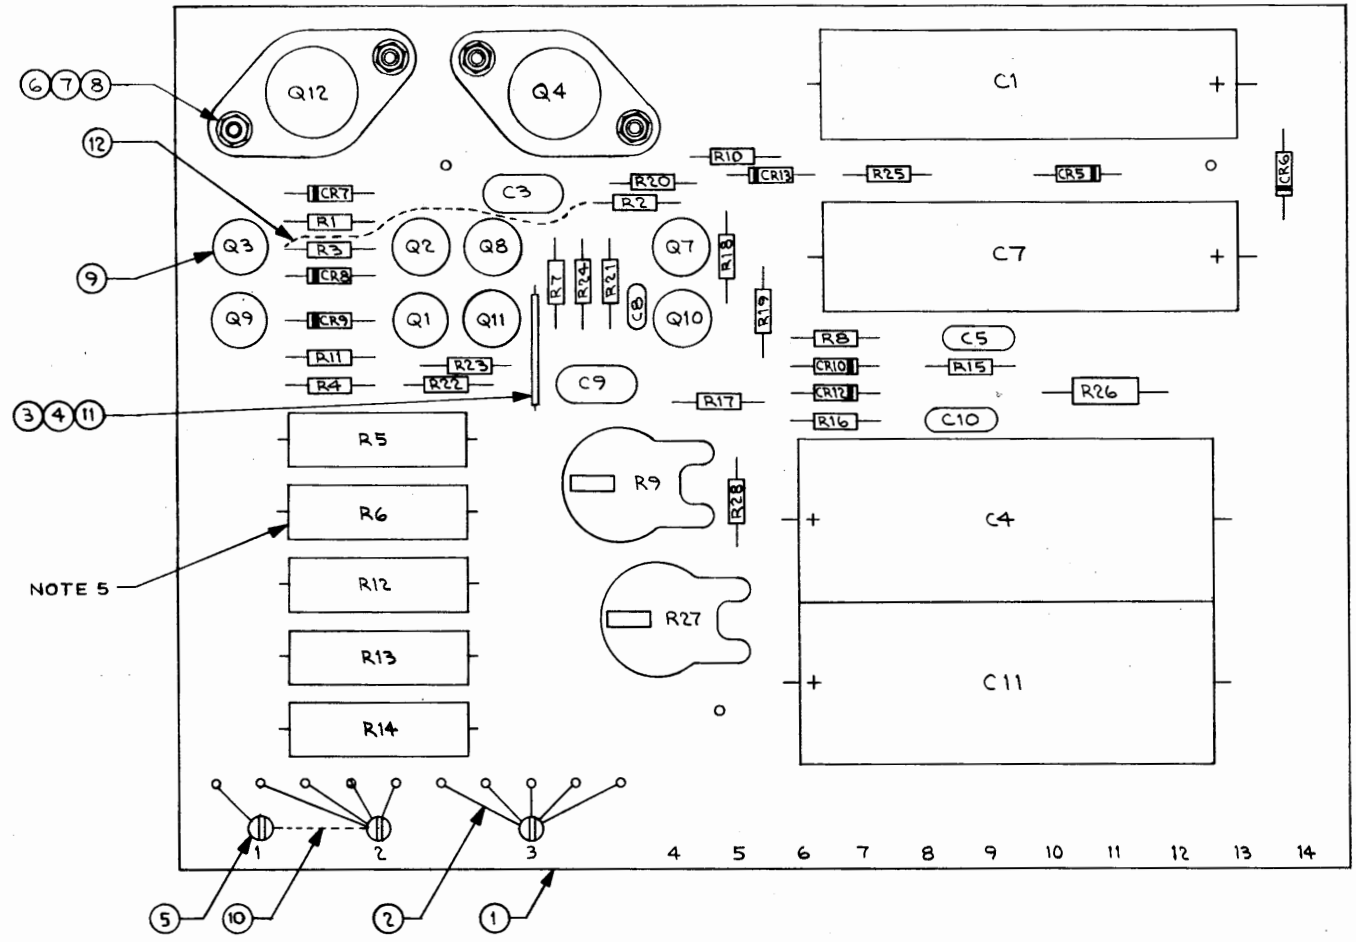 Q12
Q4
C1
+
6 7 8
12
R10
CR13
R25
CR5
CR6
CR7
C3
R20
R2
R1
Q3
R3
Q2
Q8
Q7
R18
C7
+
9
CR8
R7
R24
R21
C8
R19
Q9
CR9
Q1
Q11
Q10
R8
C5
R11
R23
CR10
R15
R4
R22
C9
CR12
R26
3 4 11
R17
R16
C10
R5
R9
R28
R6
+
C4
NOTE 5
R12
R27
R13
+
C11
R14
1
2
3
4
5
6
7
8
9
10
11
12
13
14
5
10
2
1